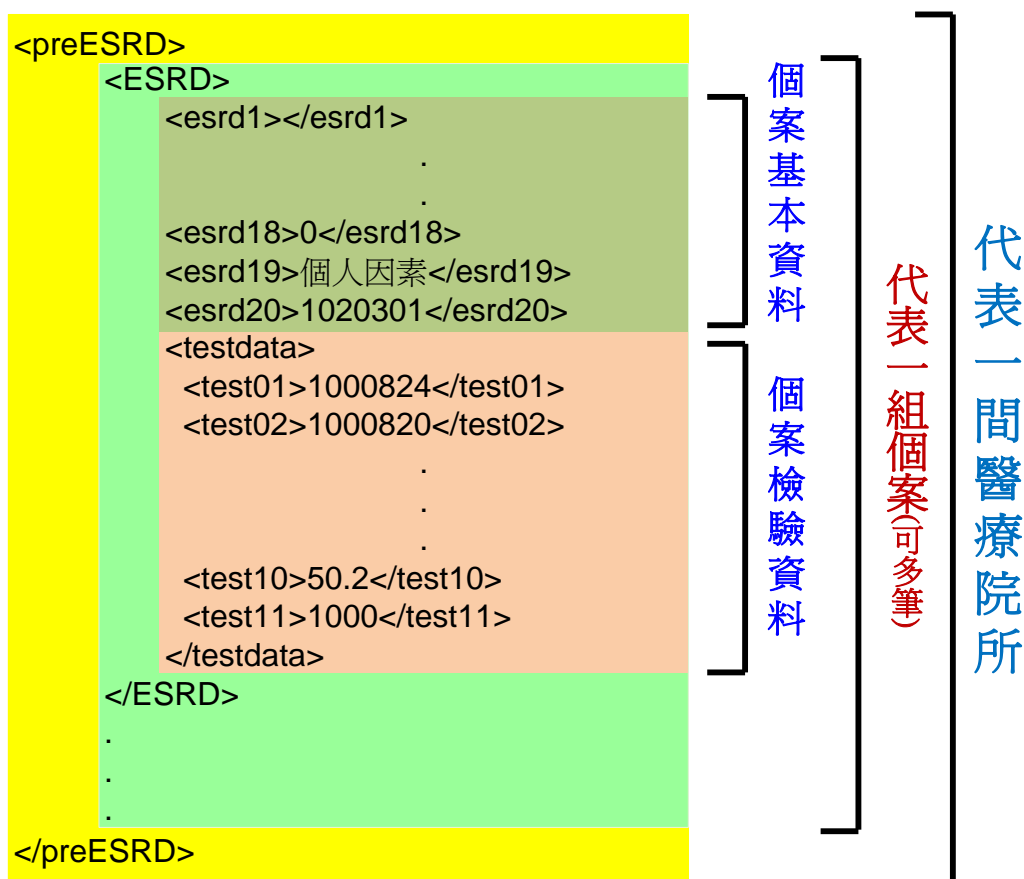 <preESRD>
<ESRD>
<esrd1></esrd1>
.
.
<esrd18>0</esrd18>
<esrd19>個人因素</esrd19>
<esrd20>1020301</esrd20>
<testdata>
<test01>1000824</test01>
<test02>1000820</test02>
.
.
.
<test10>50.2</test10>
<test11>1000</test11>
</testdata>
</ESRD>
.
.
.
</preESRD>
個案基本資料
個案檢驗資料
代表一組個案(可多筆)
代表一間醫療院所